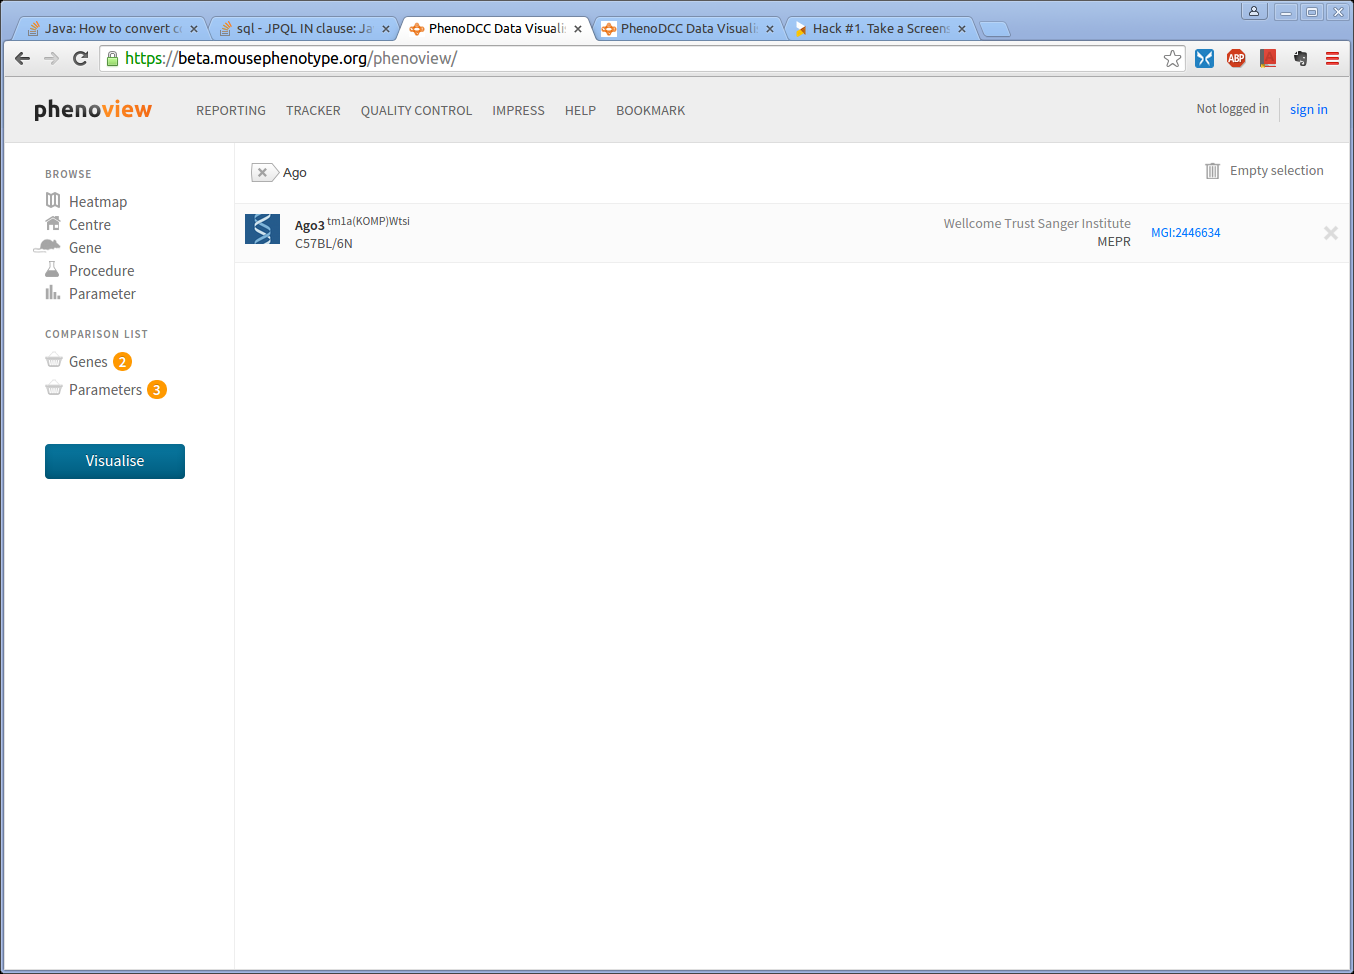 Java: How to convert c
sql - JPQL IN clause: Ja
PhenoDCC Data Visuali
PhenoDCC Data Visuali
Hack #1. Take a Screens
https://beta.mousephenotype.org/phenoview/
ABP
phenoview
REPORTING
TRACKER
QUALITY CONTROL
IMPRESS
HELP
BOOKMARK
Not logged in
sign in
BROWSE
Heatmap
Centre
Gene
Procedure
Parameter
COMPARISON LIST
Genes 2
Parameters 3
Visualise
Ago
Empty selection
Ago3 tm1a(KOMP)Wtsi
C57BL/6N
Wellcome Trust Sanger Institute
MEPR
MGI:2446634